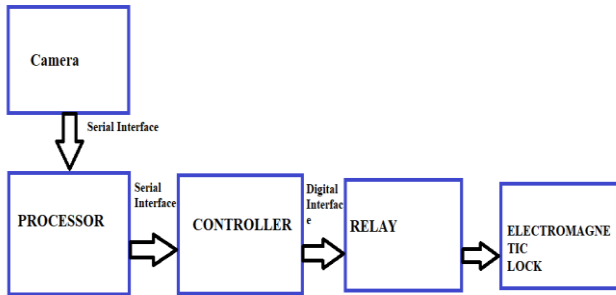 Camera
Serial Interface
PROCESSOR
Serial
Interface
CONTROLLER
Digital
Interfac
e
RELAY
ELECTROMAGNE
TIC
LOCK